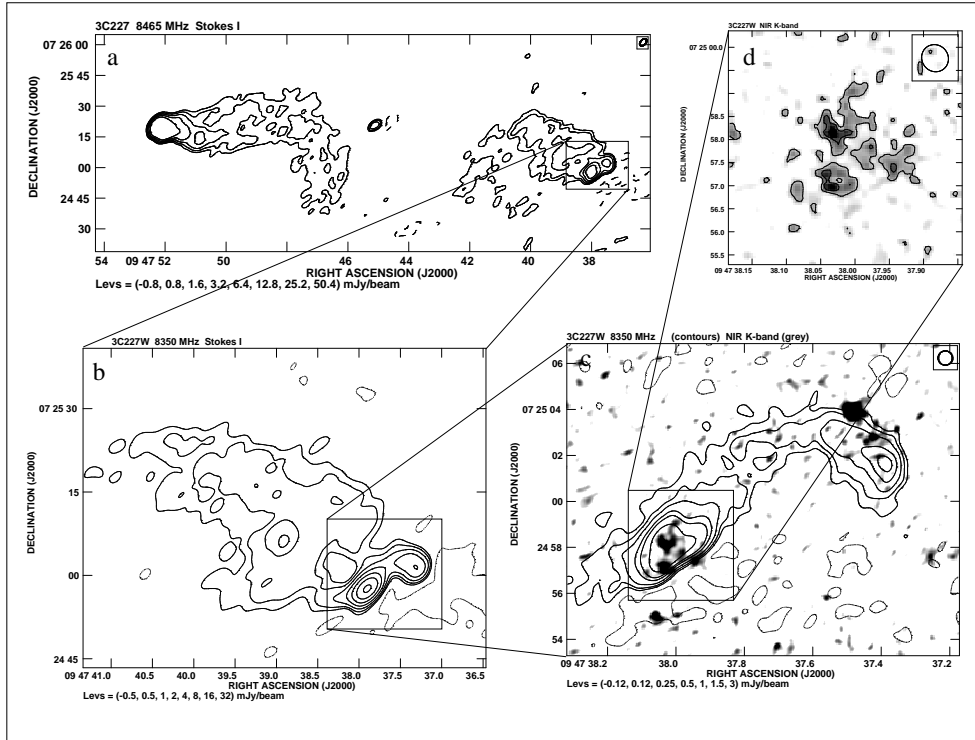 3C227 8465 MHz Stokes I
a
07 26 00
25 45
30
15
00
24 45
30
DECLINATION (J2000)
54 09 47 52 50 48 46 44 42 40 38
RIGHT ASCENSION (J2000)
Levs = (-0.8, 0.8, 1.6, 3.2, 6.4, 12.8, 25.2, 50.4) mJy/beam
3C227W NIR K-band
d
07 25 00.0
58.5
58.0
57.5
57.0
56.5
56.0
55.5
DECLINATION (J2000)
09 47 38.15 38.10 38.05 38.00 37.95 37.90
RIGHT ASCENSION (J2000)
3C227W 8350 MHz Stokes I
b
07 25 30
15
00
24 45
DECLINATION (J2000)
09 47 41.0 40.5 40.0 39.5 39.0 38.5 38.0 37.5 37.0 36.5
RIGHT ASCENSION (J2000)
Levs = (-0.5, 0.5, 1, 2, 4, 8, 16, 32) mJy/beam
3C227W 8350 MHz (contours) NIR K-band (grey)
c
06
07 25 04
02
00
24 58
56
54
DECLINATION (J2000)
09 47 38.2 38.0 37.8 37.6 37.4 37.2
RIGHT ASCENSION (J2000)
Levs = (-0.12, 0.12, 0.25, 0.5, 1, 1.5, 3) mJy/beam